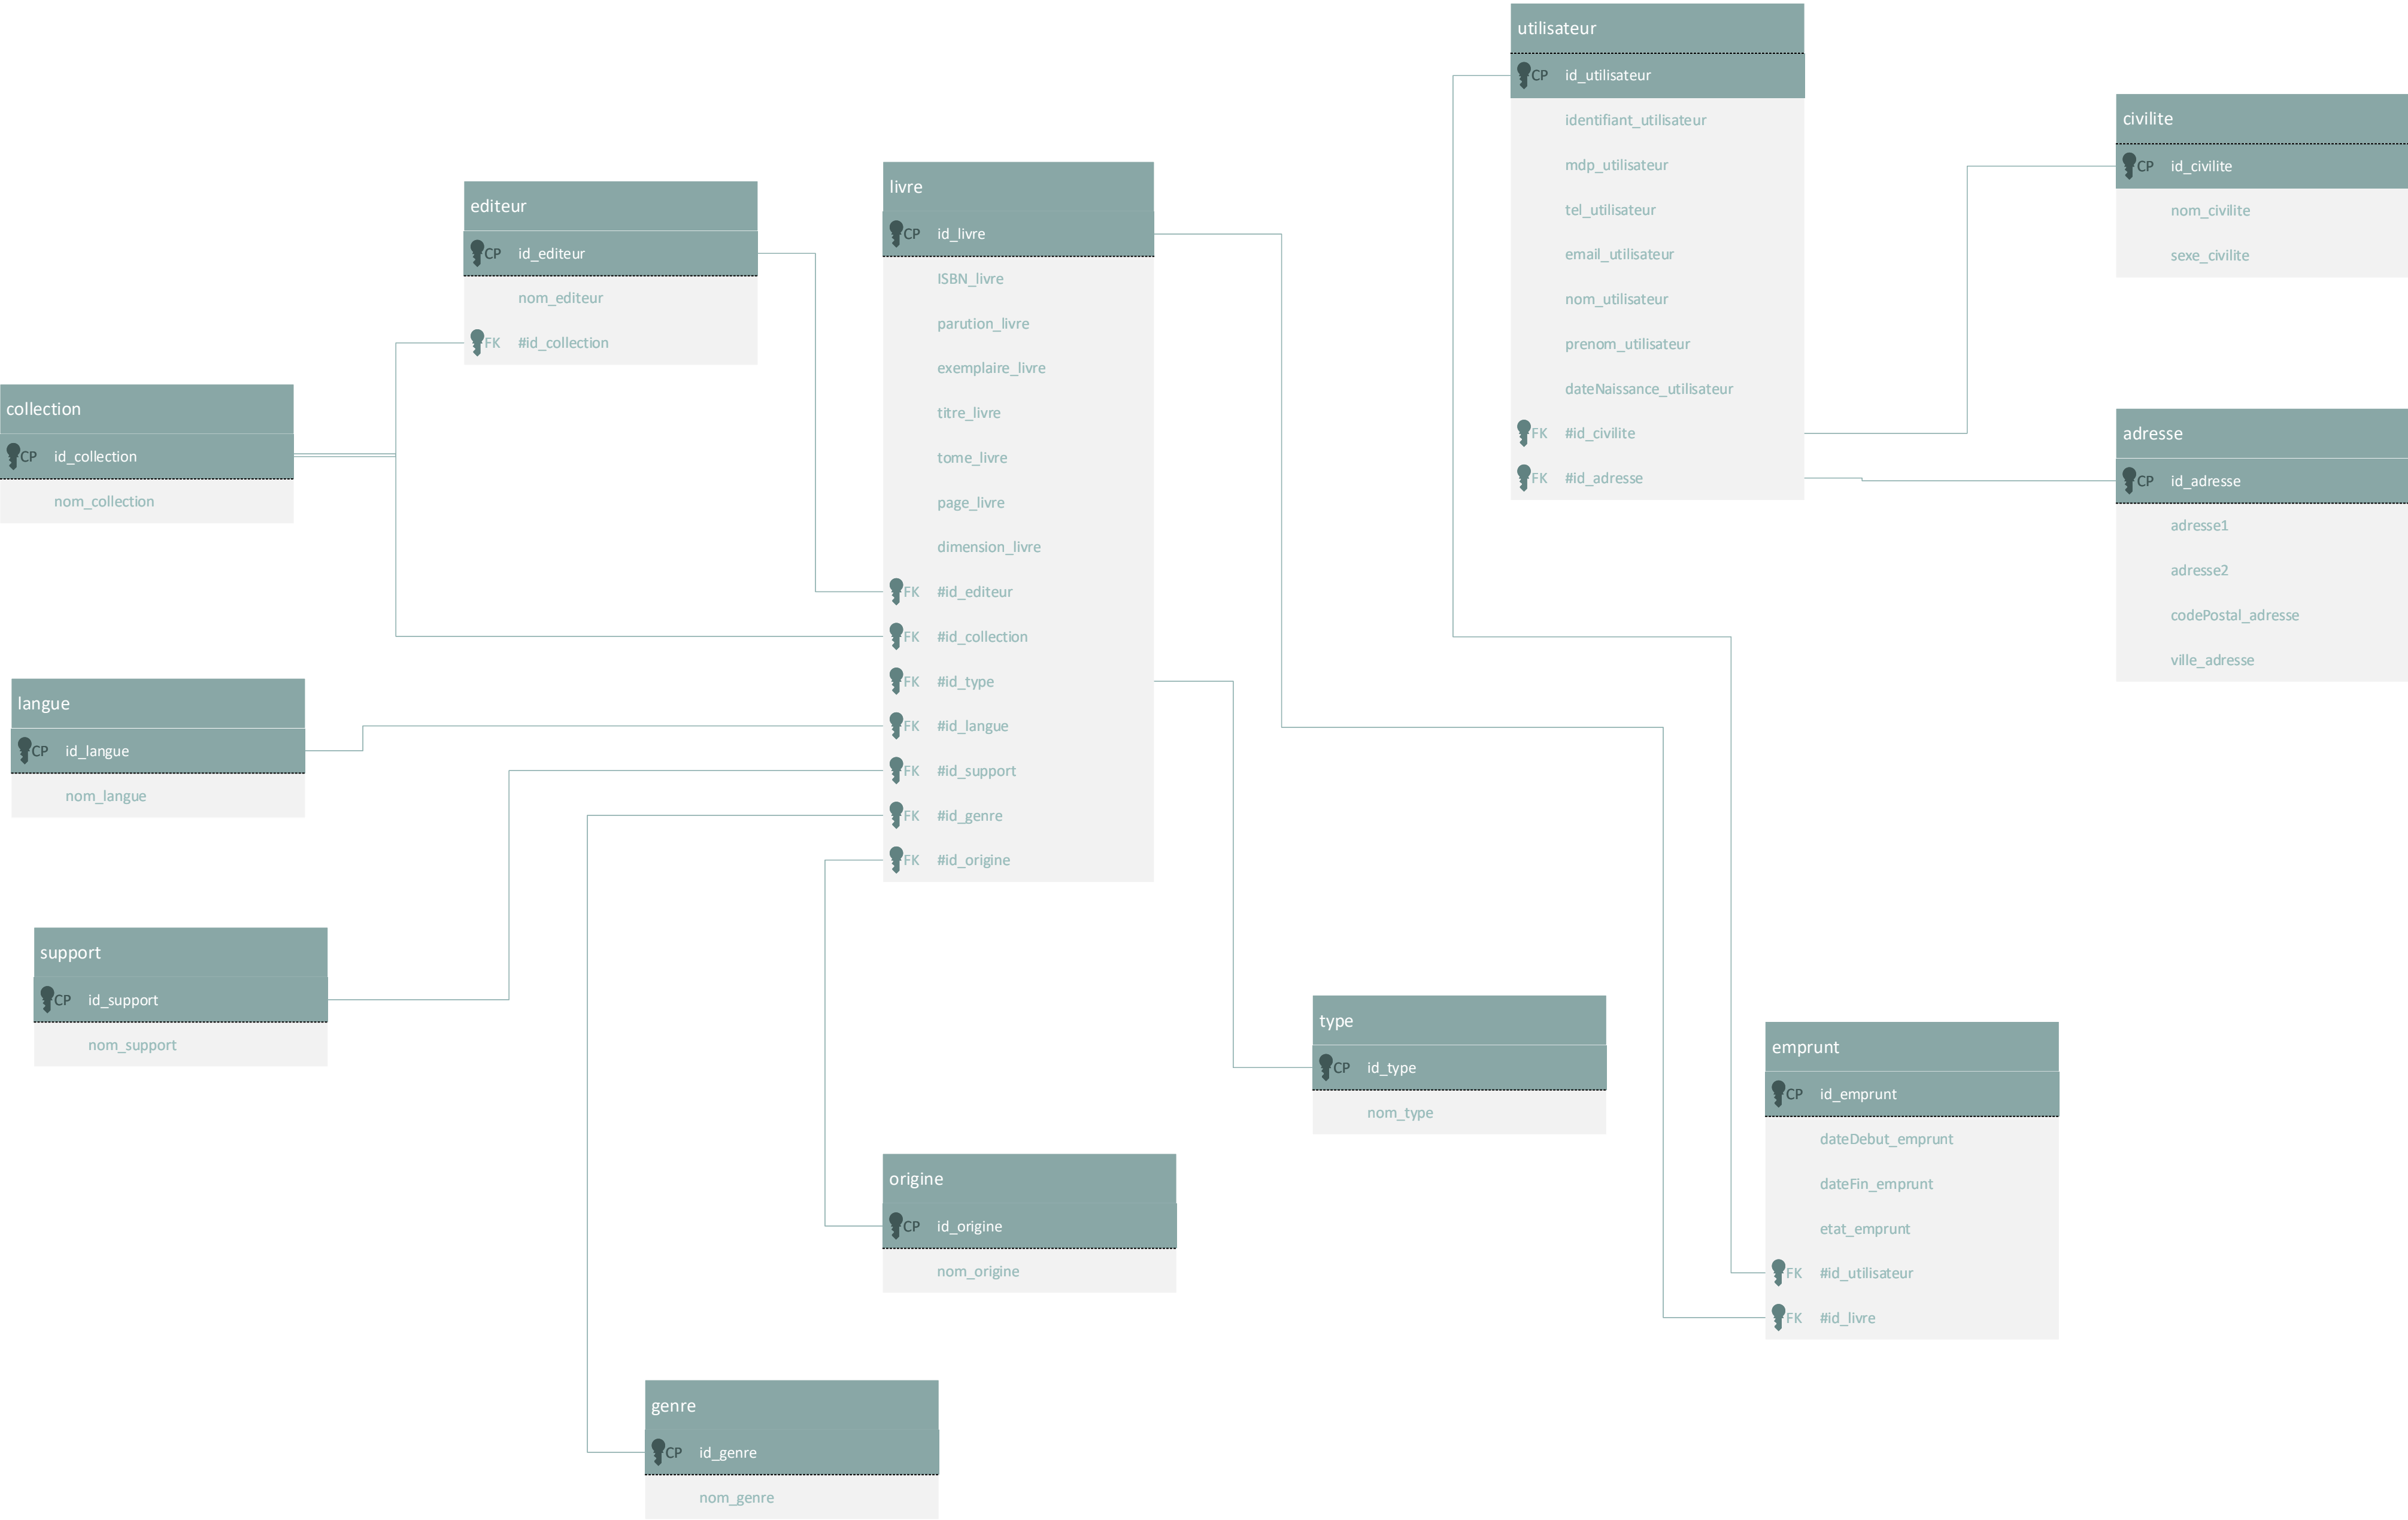 utilisateur
CP id_utilisateur
identifiant_utilisateur
mdp_utilisateur
tel_utilisateur
email_utilisateur
nom_utilisateur
prenom_utilisateur
dateNaissance_utilisateur
FK #id_civilite
FK #id_adresse
civilite
CP id_civilite
nom_civilite
sexe_civilite
livre
CP id_livre
ISBN_livre
parution_livre
exemplaire_livre
titre_livre
tome_livre
page_livre
dimension_livre
FK #id_editeur
FK #id_collection
FK #id_type
FK #id_langue
FK #id_support
FK #id_genre
FK #id_origine
editeur
CP id_editeur
nom_editeur
FK #id_collection
collection
CP id_collection
nom_collection
adresse
CP id_adresse
adresse1
adresse2
codePostal_adresse
ville_adresse
langue
CP id_langue
nom_langue
support
CP id_support
nom_support
type
CP id_type
nom_type
emprunt
CP id_emprunt
dateDebut_emprunt
dateFin_emprunt
etat_emprunt
FK #id_utilisateur
FK #id_livre
origine
CP id_origine
nom_origine
genre
CP id_genre
nom_genre